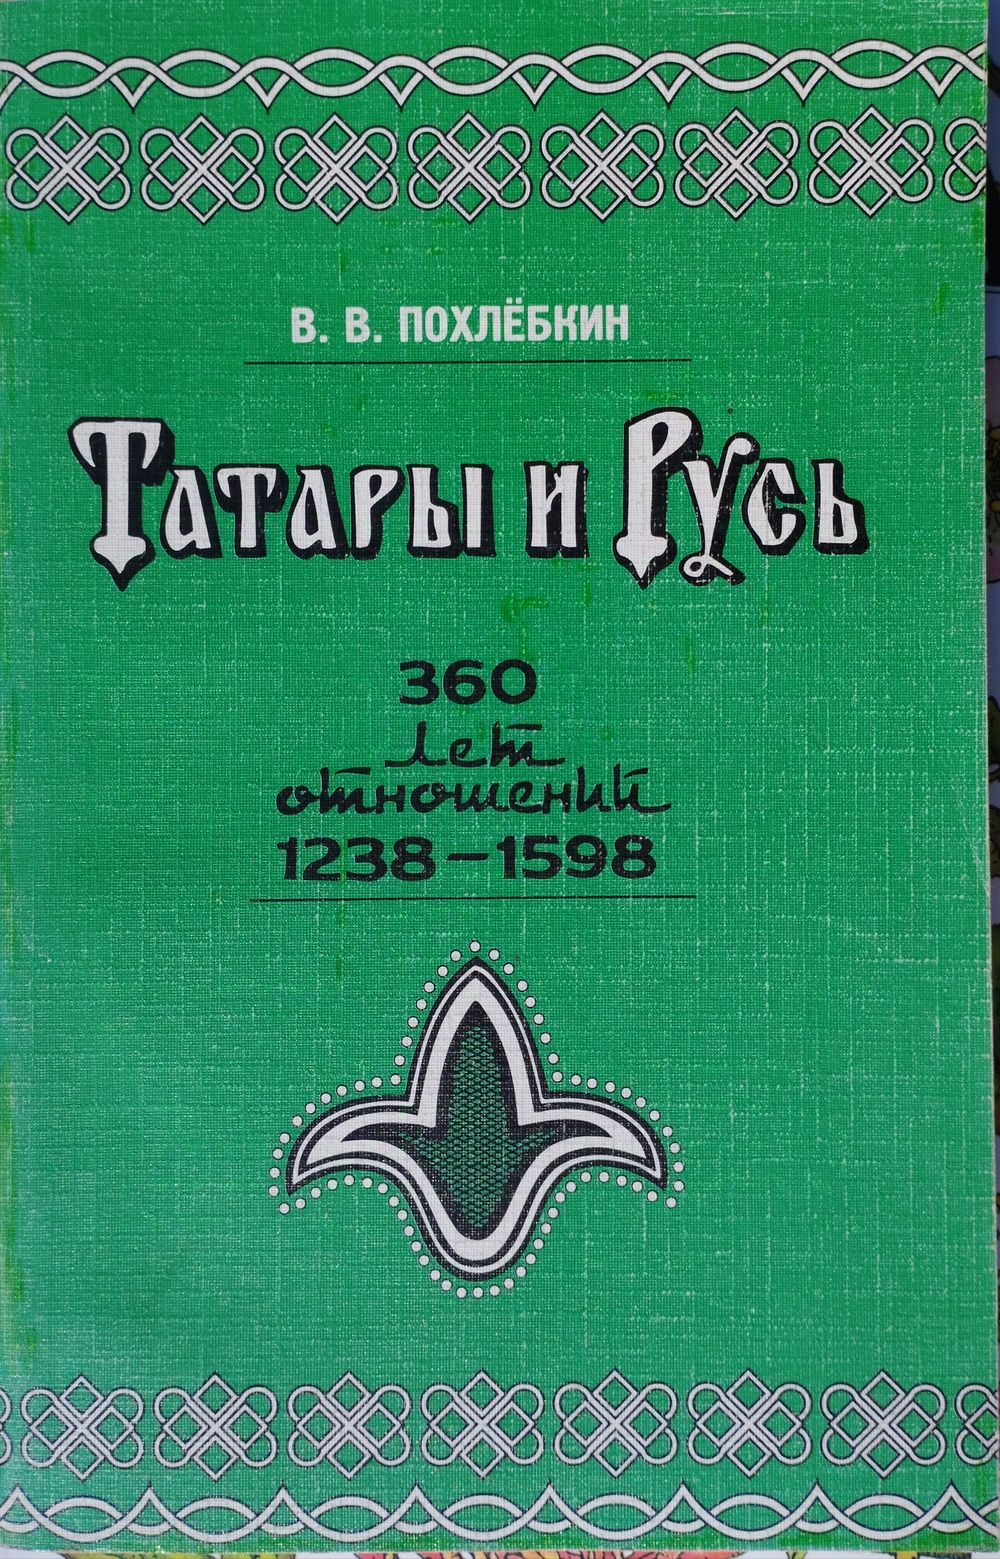 В. В. ПОХЛЁБКИН
Татары и Русь
360
лет
отношений
1238–1598